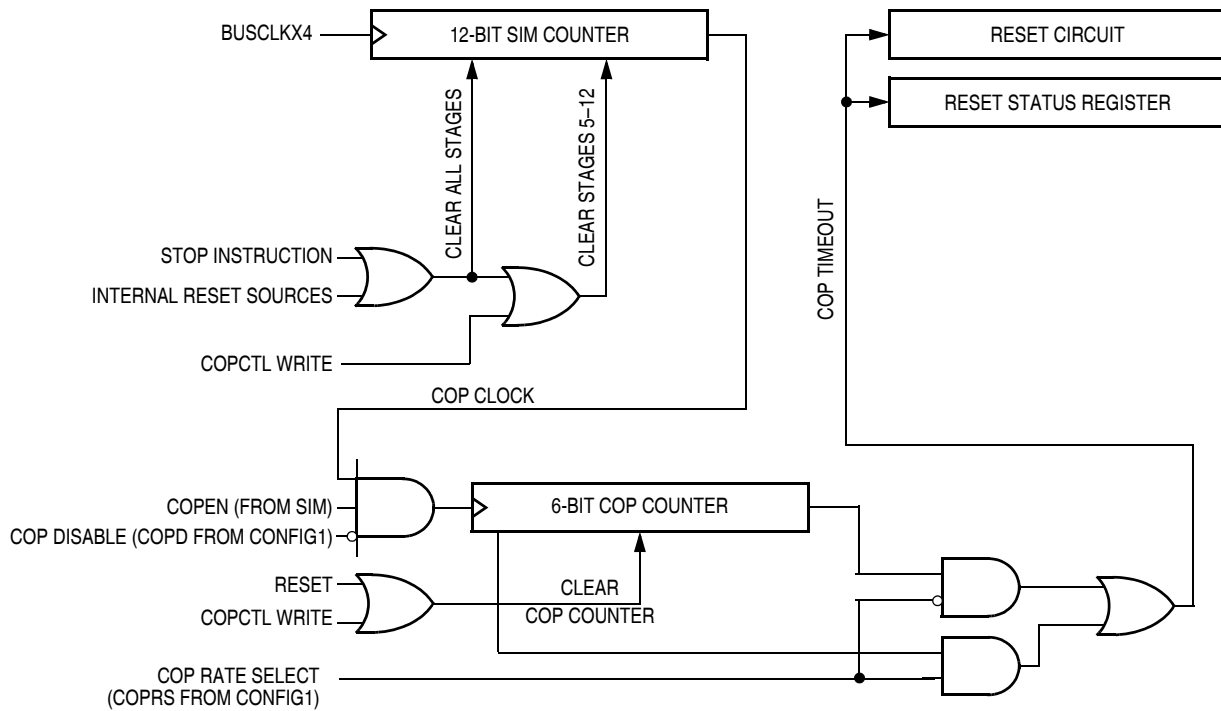 BUSCLKX4
12-BIT SIM COUNTER
RESET CIRCUIT
RESET STATUS REGISTER
CLEAR ALL STAGES
CLEAR STAGES 5–12
COP TIMEOUT
STOP INSTRUCTION
INTERNAL RESET SOURCES
COPCTL WRITE
COP CLOCK
COPEN (FROM SIM)
6-BIT COP COUNTER
COP DISABLE (COPD FROM CONFIG1)
RESET
CLEAR
COPCTL WRITE
COP COUNTER
COP RATE SELECT
(COPRS FROM CONFIG1)